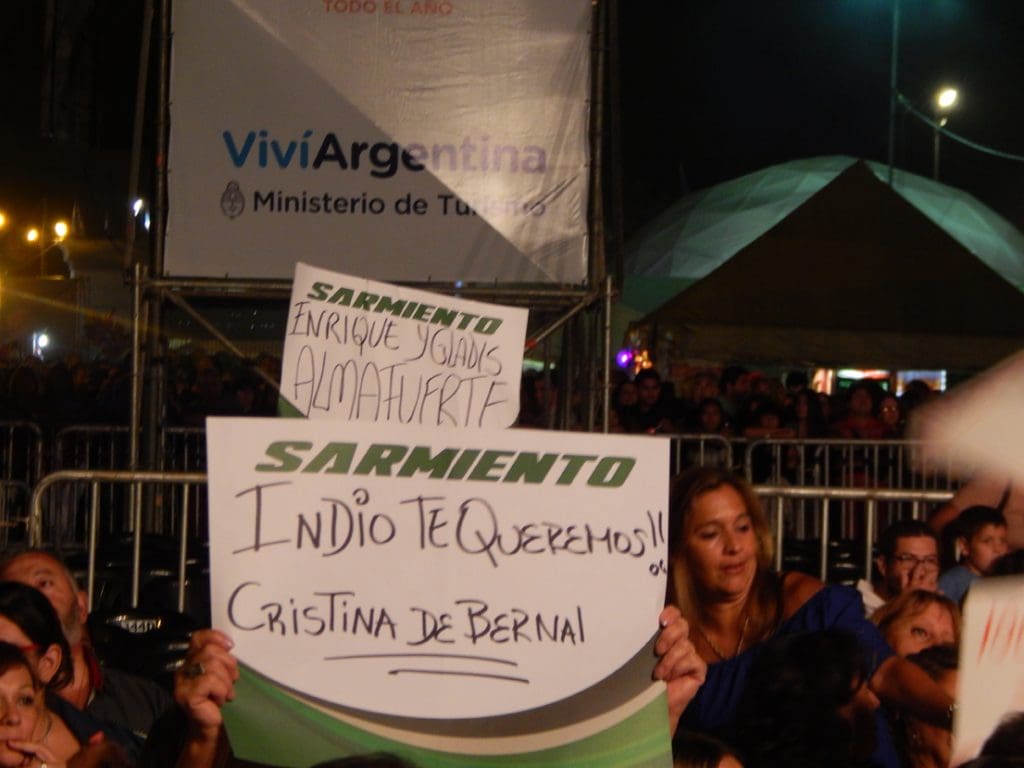 TODO EL AÑO
ViviArgentina
Ministerio de Turismo
SARMIENTO
ENRIQUE Y GLADIS
ALMAFUERTE
SARMIENTO
INDIO TE QUEREMOS!!
CRISTINA DE BERNAL